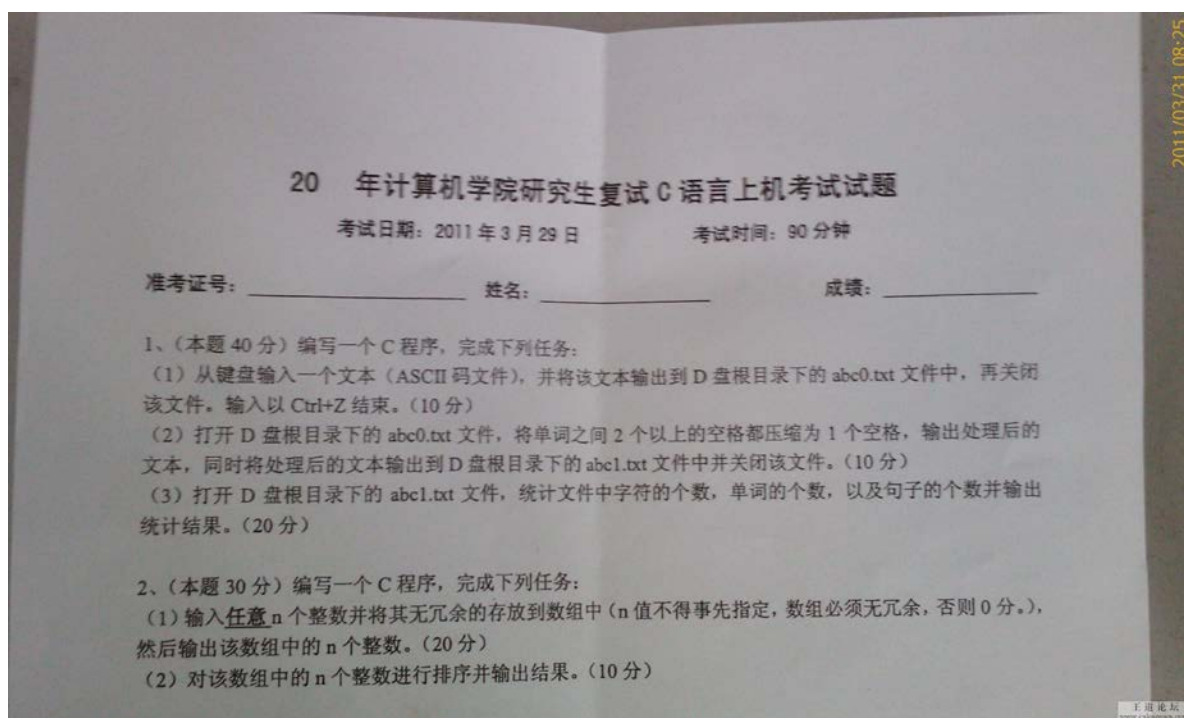 2011/03/31 08:25
20 年计算机学院研究生复试 C 语言上机考试试题
考试日期：2011 年 3 月 29 日 考试时间：90 分钟
准考证号： 姓名： 成绩：
1、（本题 40 分）编写一个 C 程序，完成下列任务：
（1）从键盘输入一个文本（ASCII 码文件），并将该文本输出到 D 盘根目录下的 abc0.txt 文件中，再关闭
该文件。输入以 Ctrl+Z 结束。（10 分）
（2）打开 D 盘根目录下的 abc0.txt 文件，将单词之间 2 个以上的空格都压缩为 1 个空格，输出处理后的
文本，同时将处理后的文本输出到 D 盘根目录下的 abc1.txt 文件中并关闭该文件。（10 分）
（3）打开 D 盘根目录下的 abc1.txt 文件，统计文件中字符的个数，单词的个数，以及句子的个数并输出
统计结果。（20 分）
2、（本题 30 分）编写一个 C 程序，完成下列任务：
（1）输入任意 n 个整数并将其无冗余的存放到数组中（n 值不得事先指定，数组必须无冗余，否则 0 分。），
然后输出该数组中的 n 个整数。（20 分）
（2）对该数组中的 n 个整数进行排序并输出结果。（10 分）
王道论坛